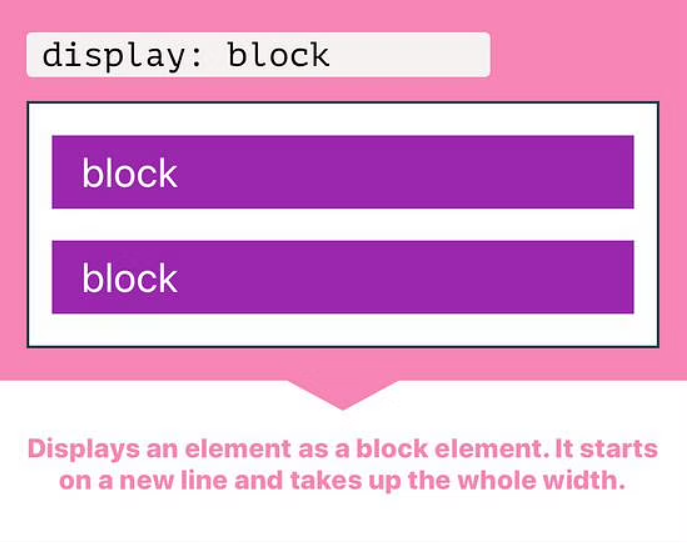 display: block
block
block
Displays an element as a block element. It starts
on a new line and takes up the whole width.